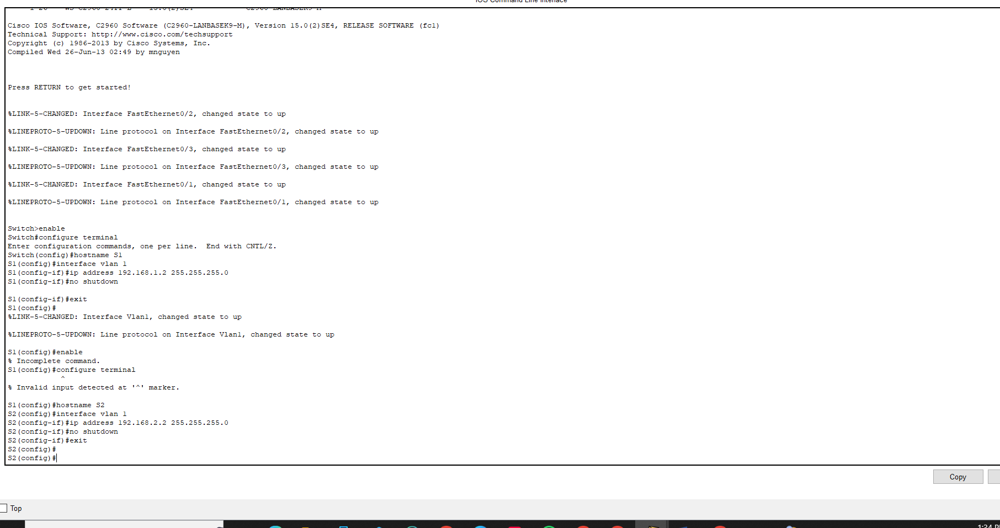 IOS Command Line Interface
Cisco IOS Software, C2960 Software (C2960-LANBASEK9-M), Version 15.0(2)SE4, RELEASE SOFTWARE (fc1)
Technical Support: http://www.cisco.com/techsupport
Copyright (c) 1986-2013 by Cisco Systems, Inc.
Compiled Wed 26-Jun-13 02:49 by mnguyen
Press RETURN to get started!
%LINK-5-CHANGED: Interface FastEthernet0/2, changed state to up
%LINEPROTO-5-UPDOWN: Line protocol on Interface FastEthernet0/2, changed state to up
%LINK-5-CHANGED: Interface FastEthernet0/3, changed state to up
%LINEPROTO-5-UPDOWN: Line protocol on Interface FastEthernet0/3, changed state to up
%LINK-5-CHANGED: Interface FastEthernet0/1, changed state to up
%LINEPROTO-5-UPDOWN: Line protocol on Interface FastEthernet0/1, changed state to up
Switch>enable
Switch#configure terminal
Enter configuration commands, one per line.  End with CNTL/Z.
Switch(config)#hostname S1
S1(config)#interface vlan 1
S1(config-if)#ip address 192.168.1.2 255.255.255.0
S1(config-if)#no shutdown
S1(config-if)#exit
S1(config)#
%LINK-5-CHANGED: Interface Vlan1, changed state to up
%LINEPROTO-5-UPDOWN: Line protocol on Interface Vlan1, changed state to up
S1(config)#enable
% Incomplete command.
S1(config)#configure terminal
^
% Invalid input detected at '^' marker.
S1(config)#hostname S2
S2(config)#interface vlan 1
S2(config-if)#ip address 192.168.2.2 255.255.255.0
S2(config-if)#no shutdown
S2(config-if)#exit
S2(config)#
S2(config)#
Copy
Top